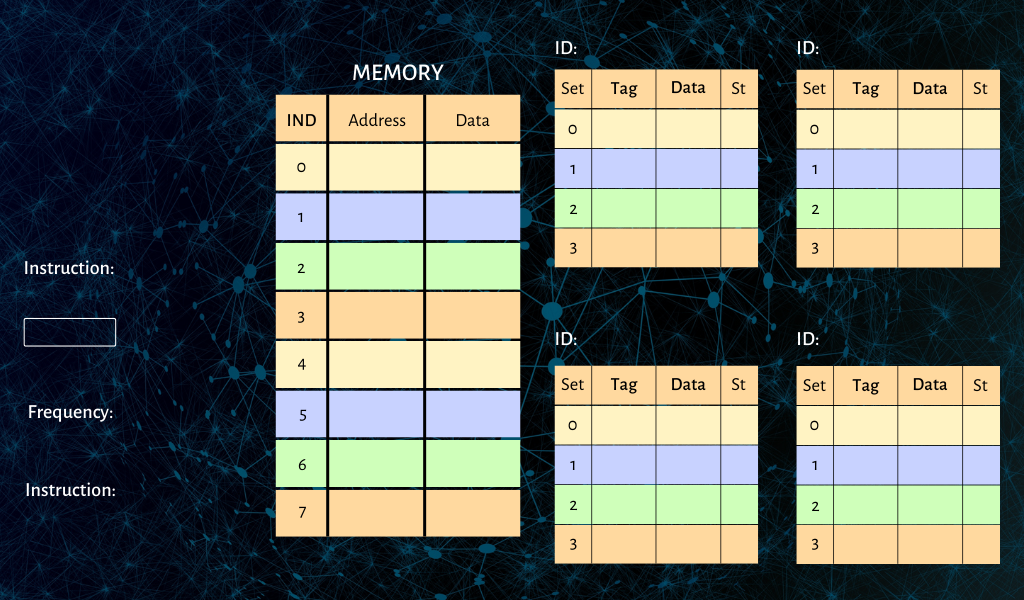 Instruction:
Frequency:
Instruction:
MEMORY
IND Address Data
0
1
2
3
4
5
6
7
ID:
Set Tag Data St
0
1
2
3
ID:
Set Tag Data St
0
1
2
3
ID:
Set Tag Data St
0
1
2
3
ID:
Set Tag Data St
0
1
2
3